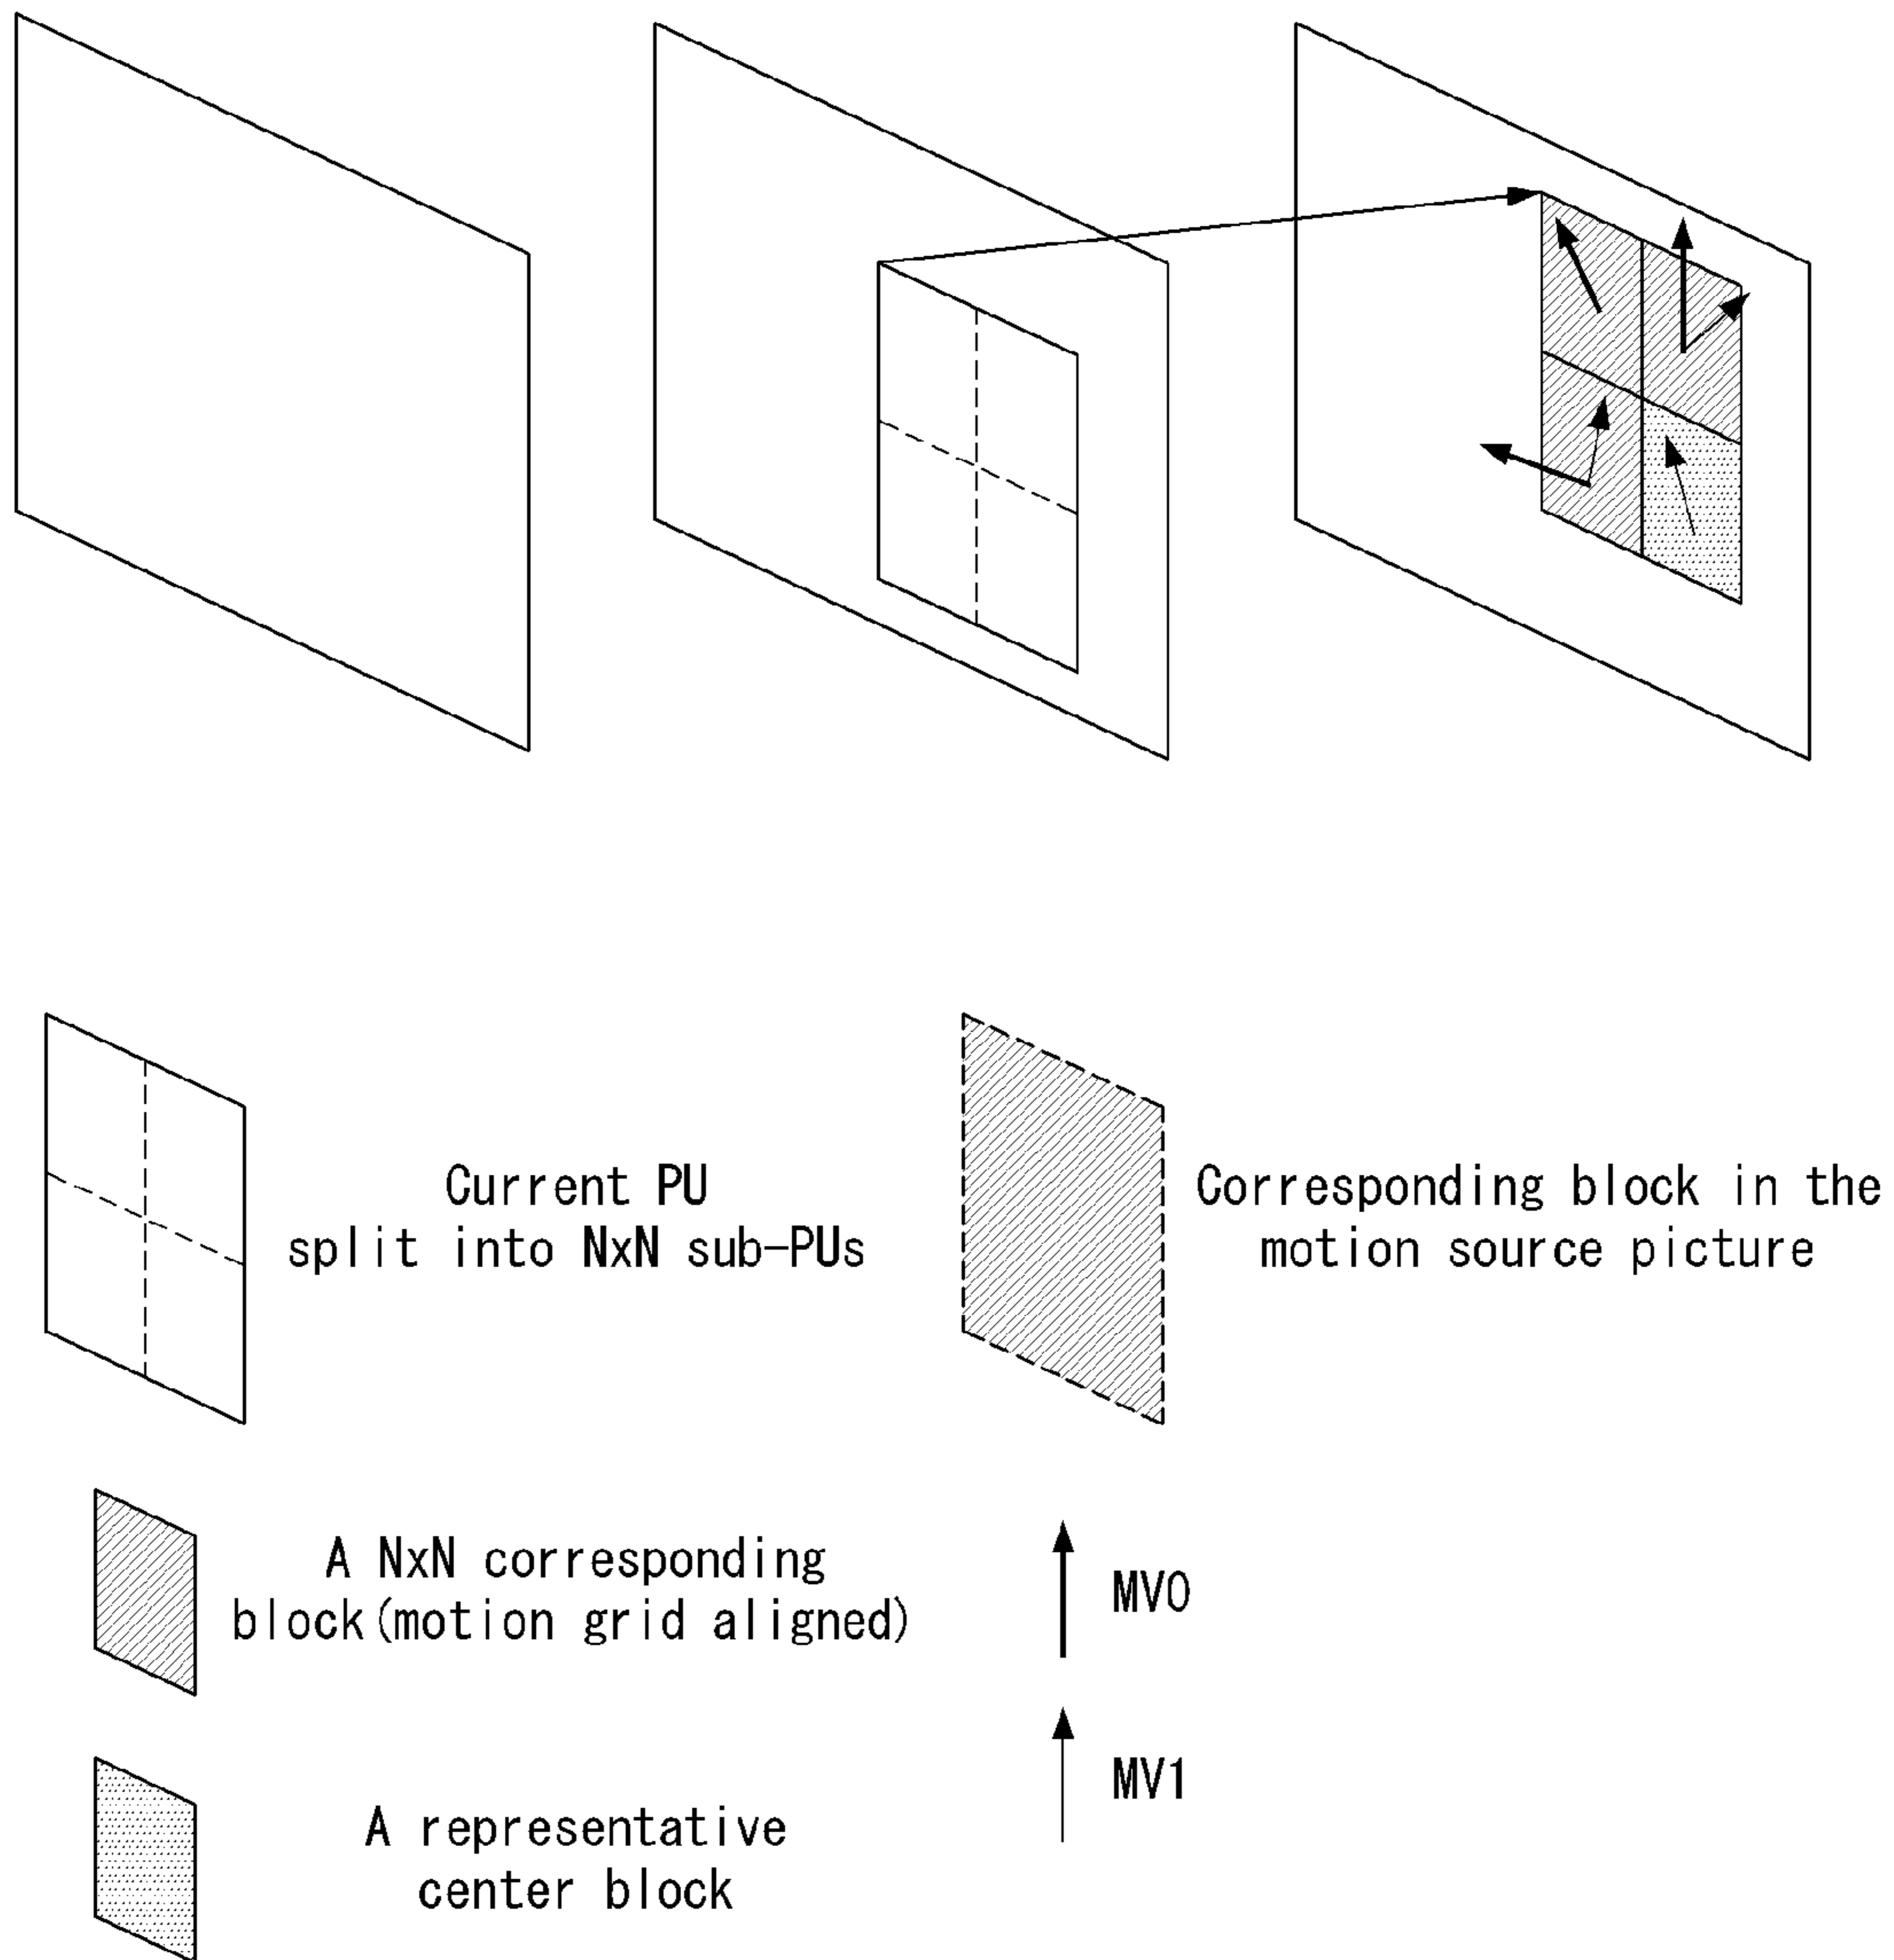 Current PU
split into NxN sub-PUs
Corresponding block in the
motion source picture
A NxN corresponding
block(motion grid aligned)
MV0
MV1
A representative
center block